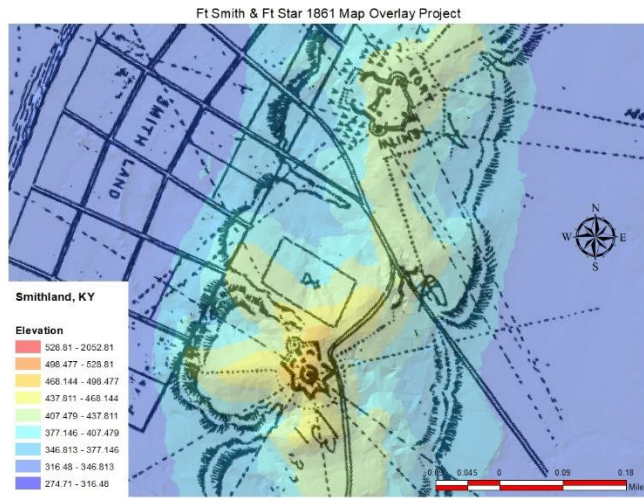 Ft Smith & Ft Star 1861 Map Overlay Project
SMITH LAND
FORT
SMITH
N
W E
S
Smithland, KY
Elevation
528.81 - 2052.81
498.477 - 528.81
468.144 - 498.477
437.811 - 468.144
407.479 - 437.811
377.146 - 407.479
346.813 - 377.146
316.48 - 346.813
274.71 - 316.48
0.045 0 0.09 0.18
Mile